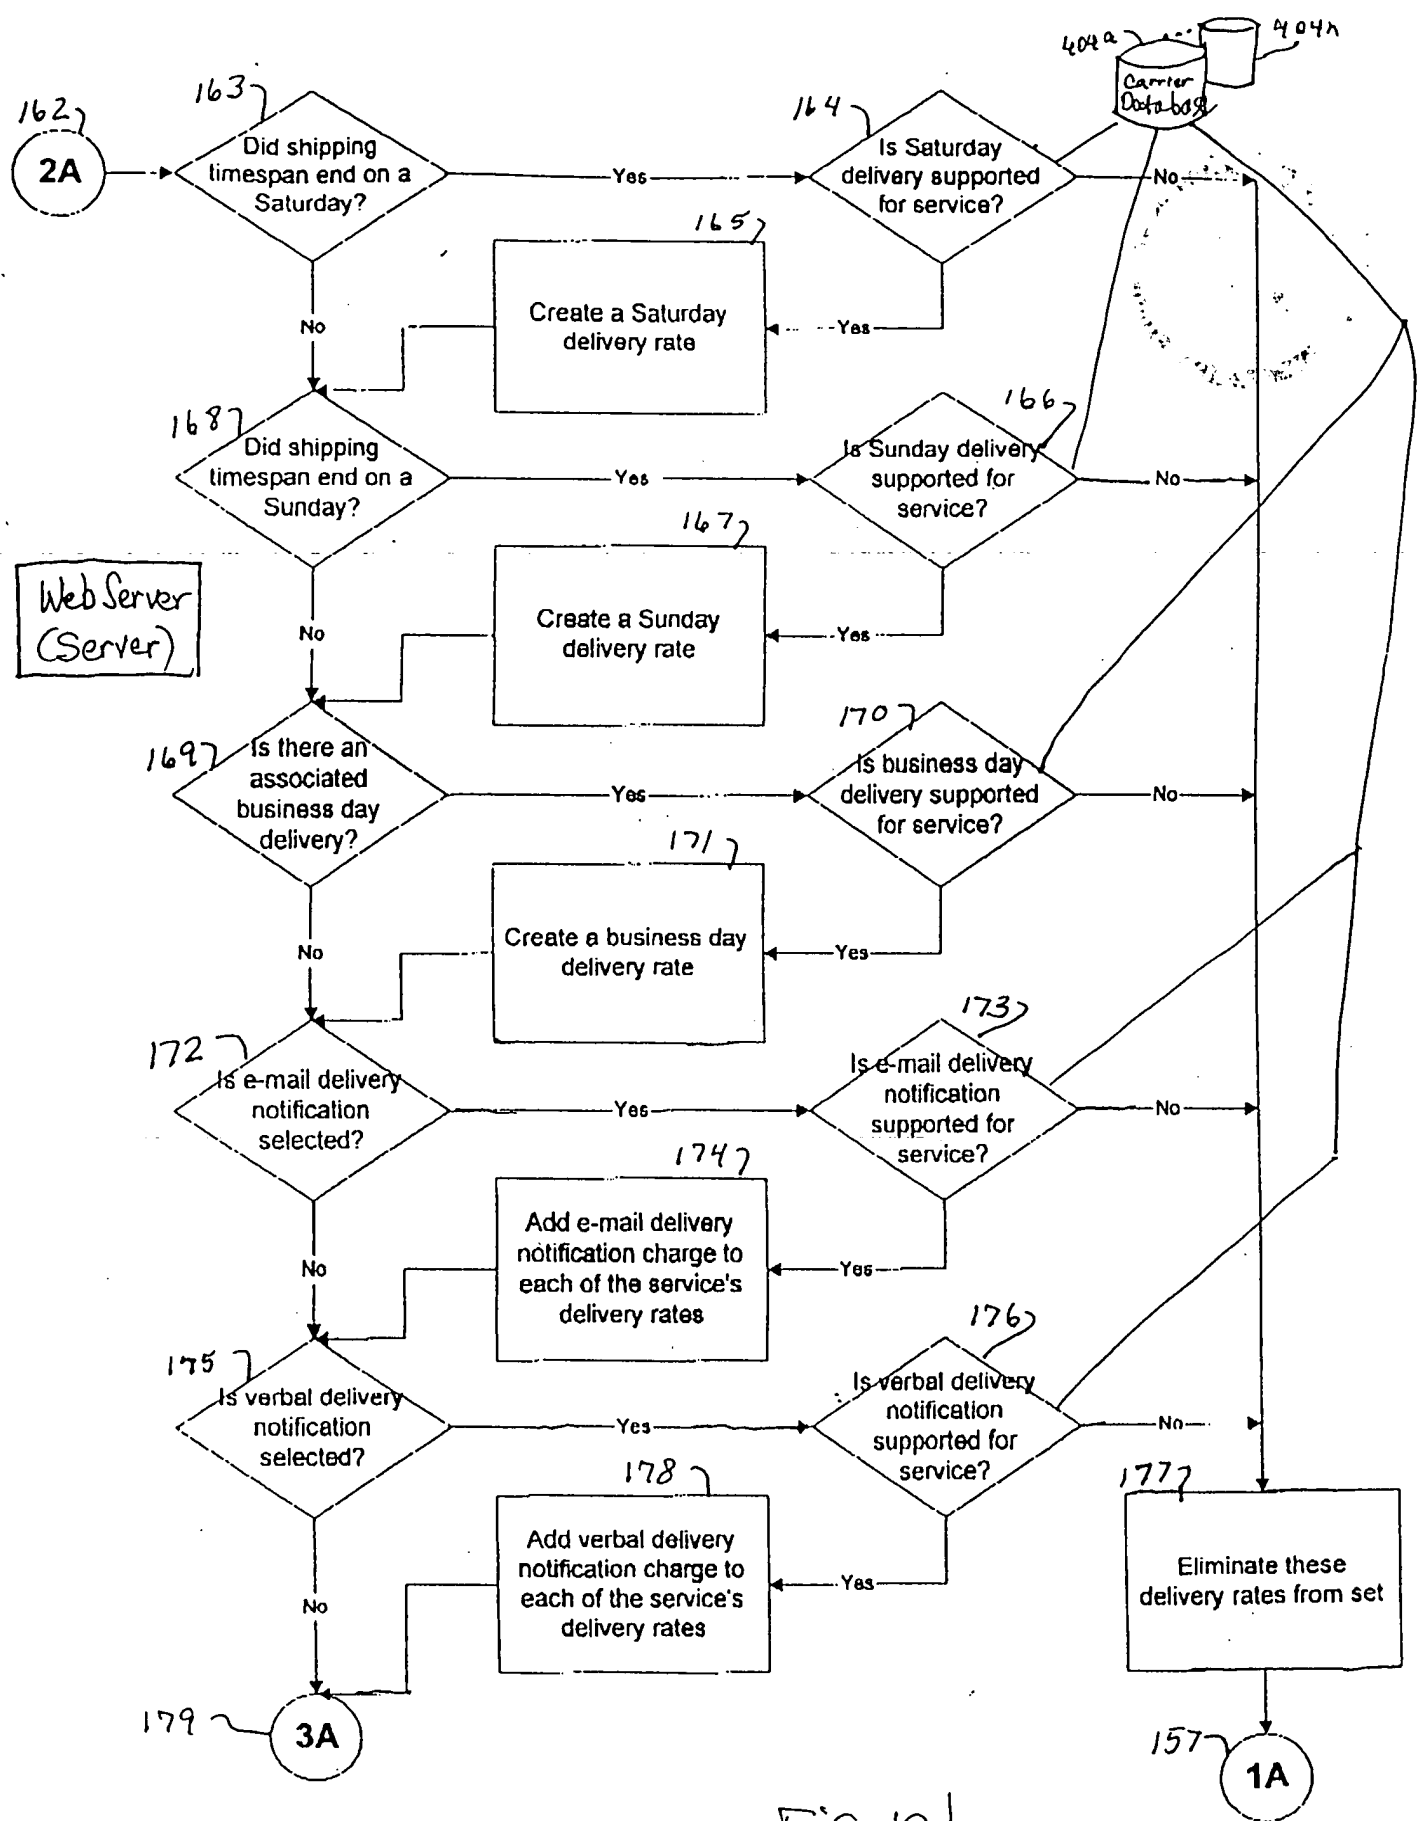 404a
404n
Carrier
Database
162
2A
163
Did shipping
timespan end on a
Saturday?
Yes
164
Is Saturday
delivery supported
for service?
No
165
Create a Saturday
delivery rate
Yes
No
168
Did shipping
timespan end on a
Sunday?
Yes
166
Is Sunday delivery
supported for
service?
No
167
Create a Sunday
delivery rate
Yes
No
Web Server
(Server)
169
Is there an
associated
business day
delivery?
Yes
170
Is business day
delivery supported
for service?
No
171
Create a business day
delivery rate
Yes
No
172
Is e-mail delivery
notification
selected?
Yes
173
Is e-mail delivery
notification
supported for
service?
No
174
Add e-mail delivery
notification charge to
each of the service's
delivery rates
Yes
No
175
Is verbal delivery
notification
selected?
Yes
176
Is verbal delivery
notification
supported for
service?
No
177
Eliminate these
delivery rates from set
178
Add verbal delivery
notification charge to
each of the service's
delivery rates
Yes
No
179
3A
157
1A